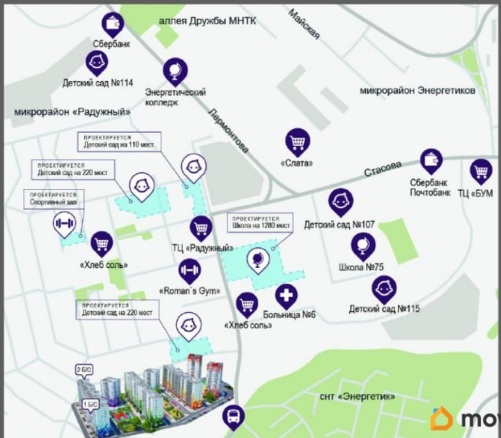 аллея Дружбы МНТК
Майская
Сбербанк
Детский сад №114
Энергетический
колледж
микрорайон Энергетиков
микрорайон «Радужный»
Лермонтова
ПРОЕКТИРУЕТСЯ
Детский сад на 110 мест
«Слата»
Стасова
ПРОЕКТИРУЕТСЯ
Детский сад на 220 мест
Сбербанк
Почтобанк
ТЦ «БУМ
ПРОЕКТИРУЕТСЯ
Спортивный зал
ПРОЕКТИРУЕТСЯ
Школа на 1280 мест
Детский сад №107
ТЦ «Радужный»
«Хлеб соль»
Школа №75
«Roman`s Gym»
«Хлеб соль»
Больница №6
Детский сад №115
ПРОЕКТИРУЕТСЯ
Детский сад на 220 мест
2 Б/С
1 Б/С
снт «Энергетик»
mo